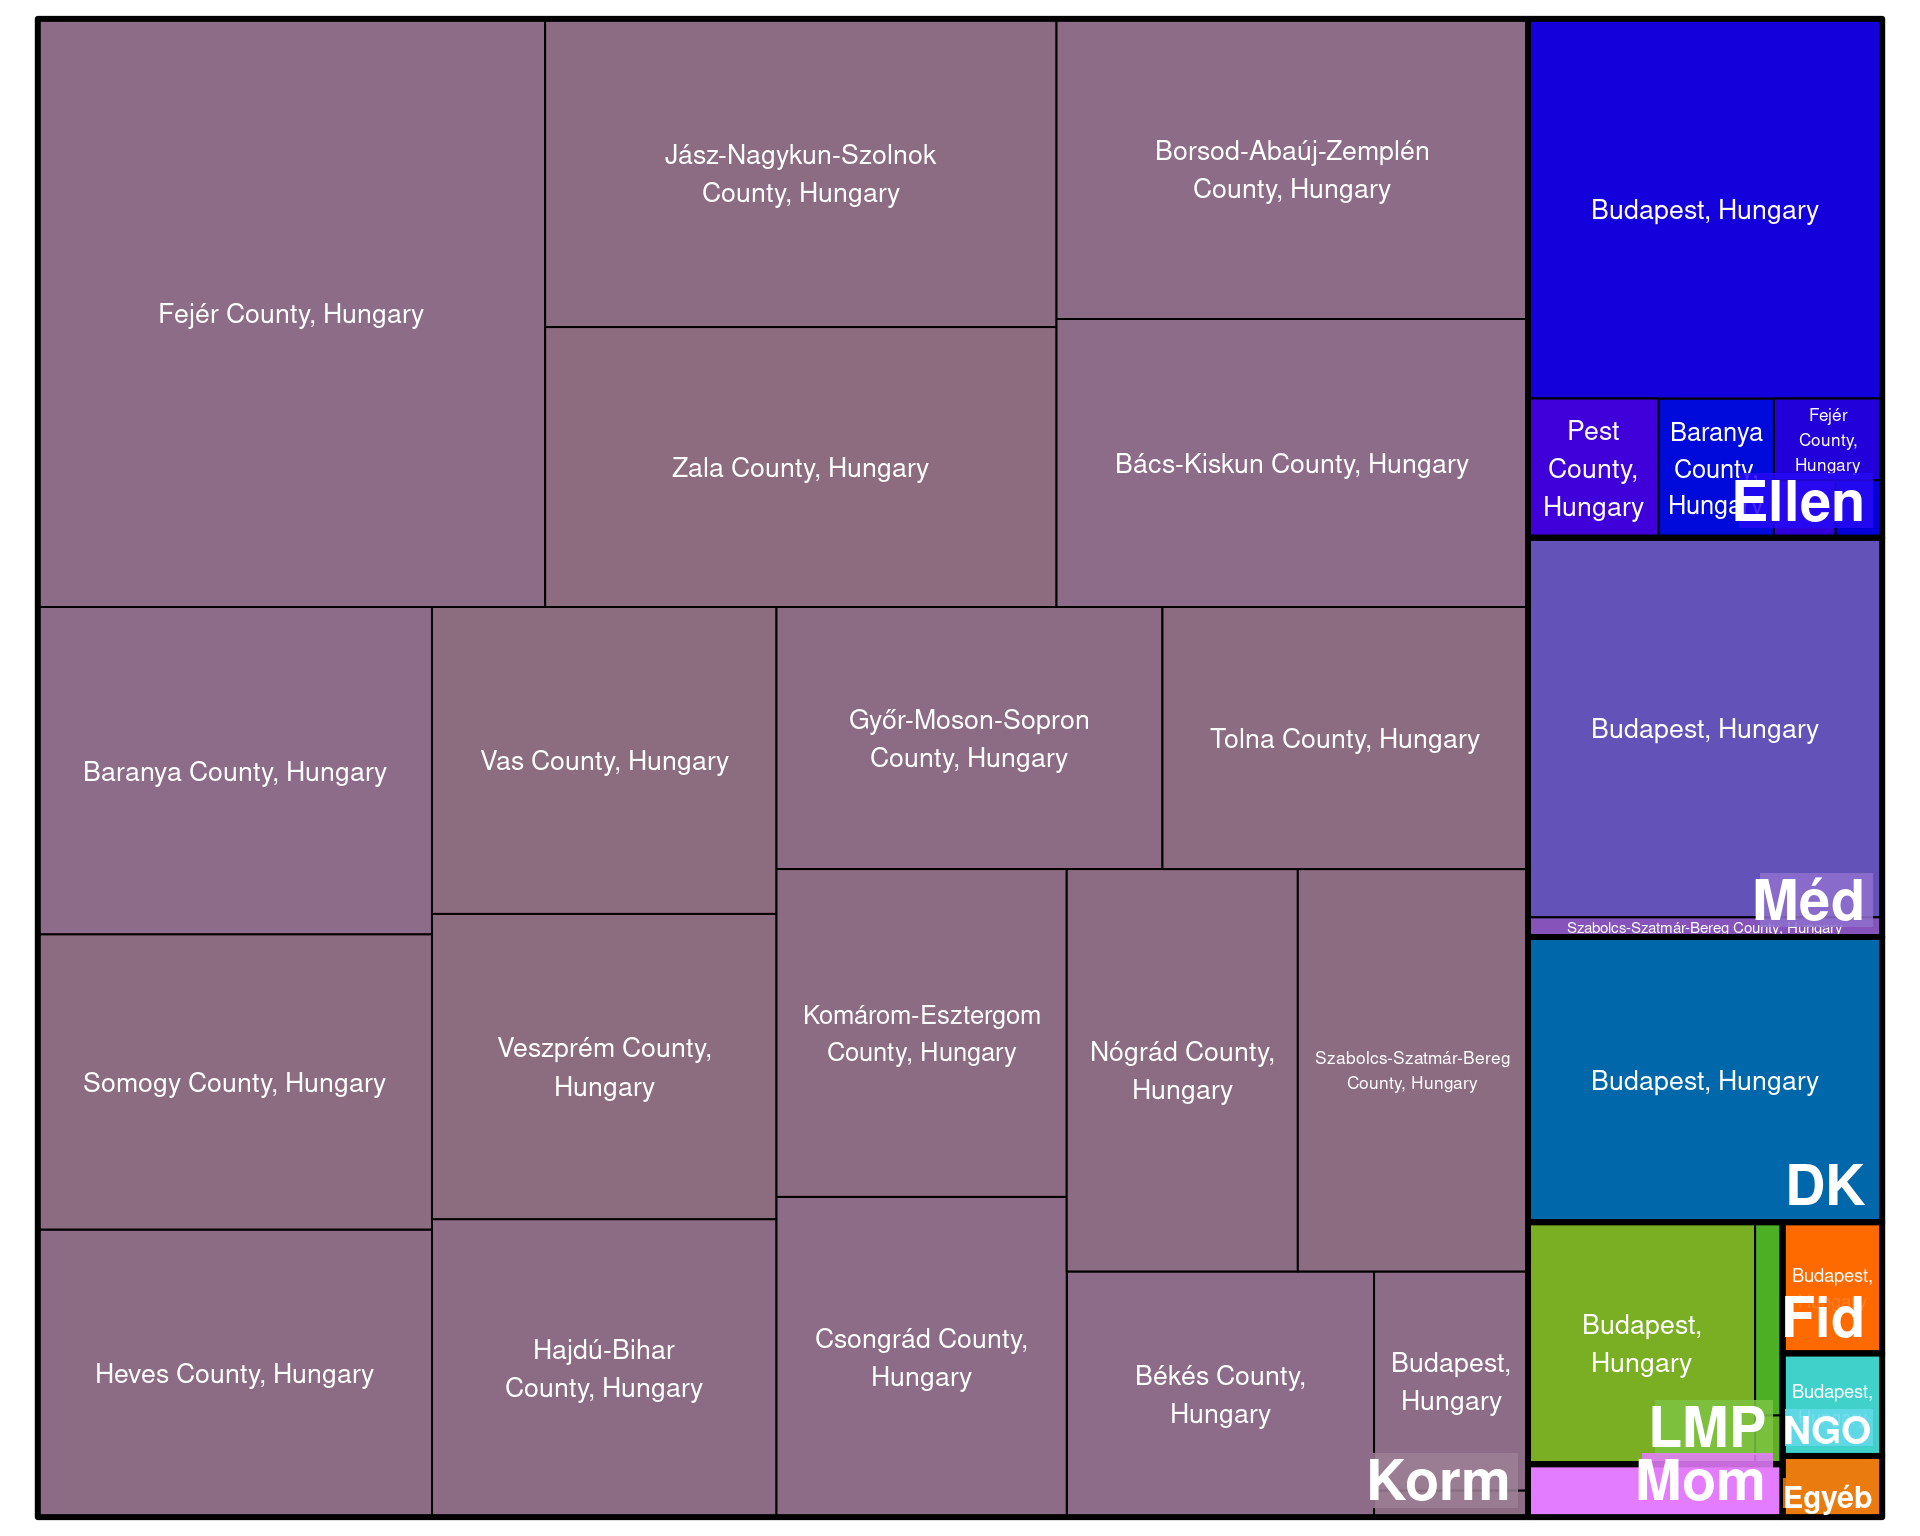 Fejér County, Hungary
Jász-Nagykun-Szolnok
County, Hungary
Borsod-Abaúj-Zemplén
County, Hungary
Zala County, Hungary
Bács-Kiskun County, Hungary
Baranya County, Hungary
Vas County, Hungary
Győr-Moson-Sopron
County, Hungary
Tolna County, Hungary
Somogy County, Hungary
Veszprém County,
Hungary
Komárom-Esztergom
County, Hungary
Nógrád County,
Hungary
Szabolcs-Szatmár-Bereg
County, Hungary
Heves County, Hungary
Hajdú-Bihar
County, Hungary
Csongrád County,
Hungary
Békés County,
Hungary
Budapest,
Hungary
Korm
Budapest, Hungary
Pest
County,
Hungary
Baranya
County,
Hungary
Fejér
County,
Hungary
Ellen
Budapest, Hungary
Méd
Szabolcs-Szatmár-Bereg County, Hungary
Budapest, Hungary
DK
Budapest,
Hungary
LMP
Mom
Budapest,
Fid
Budapest,
NGO
Egyéb